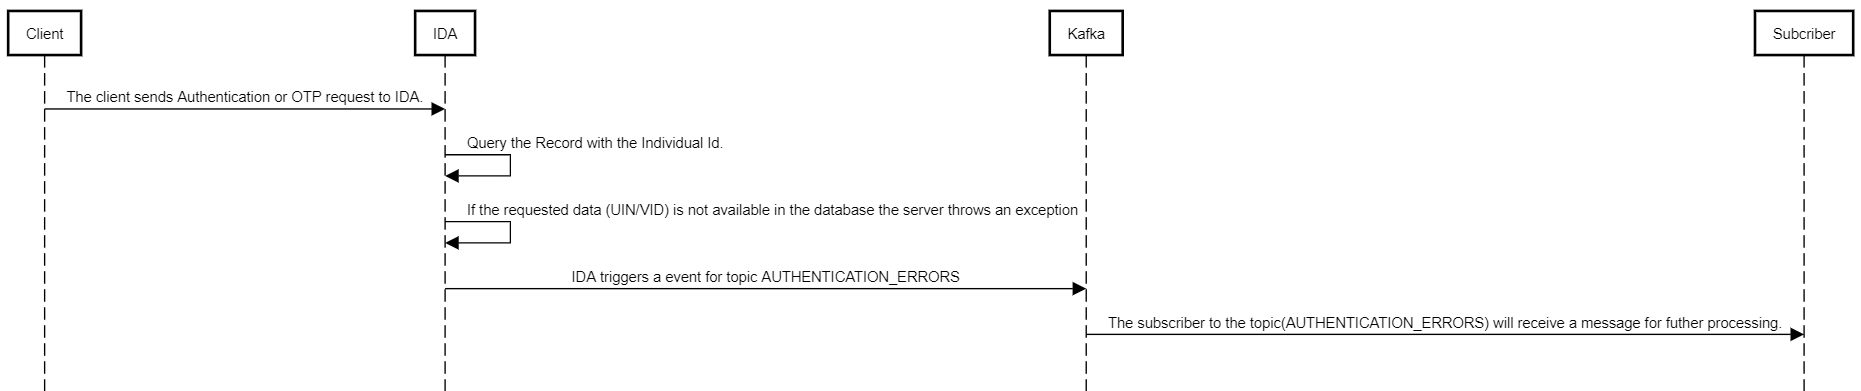 Client
IDA
Kafka
Subcriber
The client sends Authentication or OTP request to IDA.
Query the Record with the Individual Id.
If the requested data (UIN/VID) is not available in the database the server throws an exception
IDA triggers a event for topic AUTHENTICATION_ERRORS
The subscriber to the topic(AUTHENTICATION_ERRORS) will receive a message for futher processing.